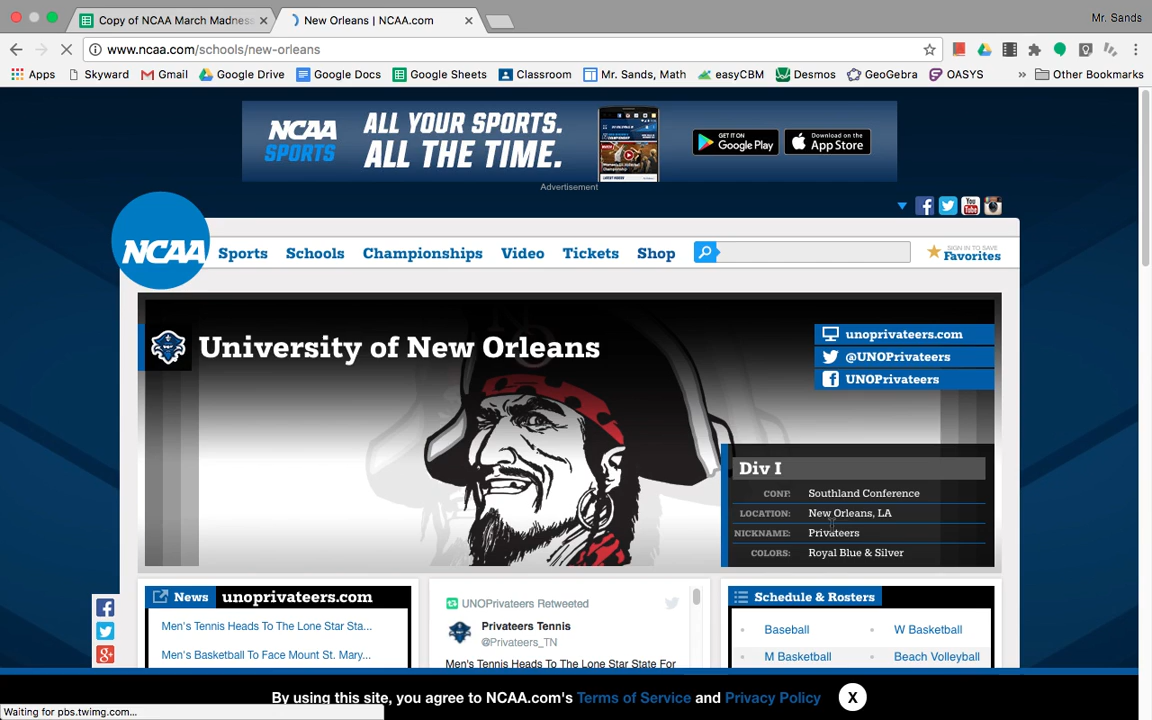 Copy of NCAA March Madness
New Orleans | NCAA.com
Mr. Sands
www.ncaa.com/schools/new-orleans
Apps Skyward Gmail Google Drive Google Docs Google Sheets Classroom Mr. Sands, Math easyCBM Desmos GeoGebra OASYS » Other Bookmarks
NCAA SPORTS
ALL YOUR SPORTS.
ALL THE TIME.
GET IT ON Google Play
Download on the App Store
Advertisement
You Tube
NCAA
Sports Schools Championships Video Tickets Shop
SIGN IN TO SAVE
Favorites
University of New Orleans
unoprivateers.com
@UNOPrivateers
UNOPrivateers
Div I
CONF: Southland Conference
LOCATION: New Orleans, LA
NICKNAME: Privateers
COLORS: Royal Blue & Silver
News unoprivateers.com
Men's Tennis Heads To The Lone Star Sta...
Men's Basketball To Face Mount St. Mary...
UNOPrivateers Retweeted
Privateers Tennis
@Privateers_TN
Men's Tennis Heads To The Lone Star State For
Schedule & Rosters
Baseball W Basketball
M Basketball Beach Volleyball
By using this site, you agree to NCAA.com's Terms of Service and Privacy Policy X
Waiting for pbs.twimg.com...